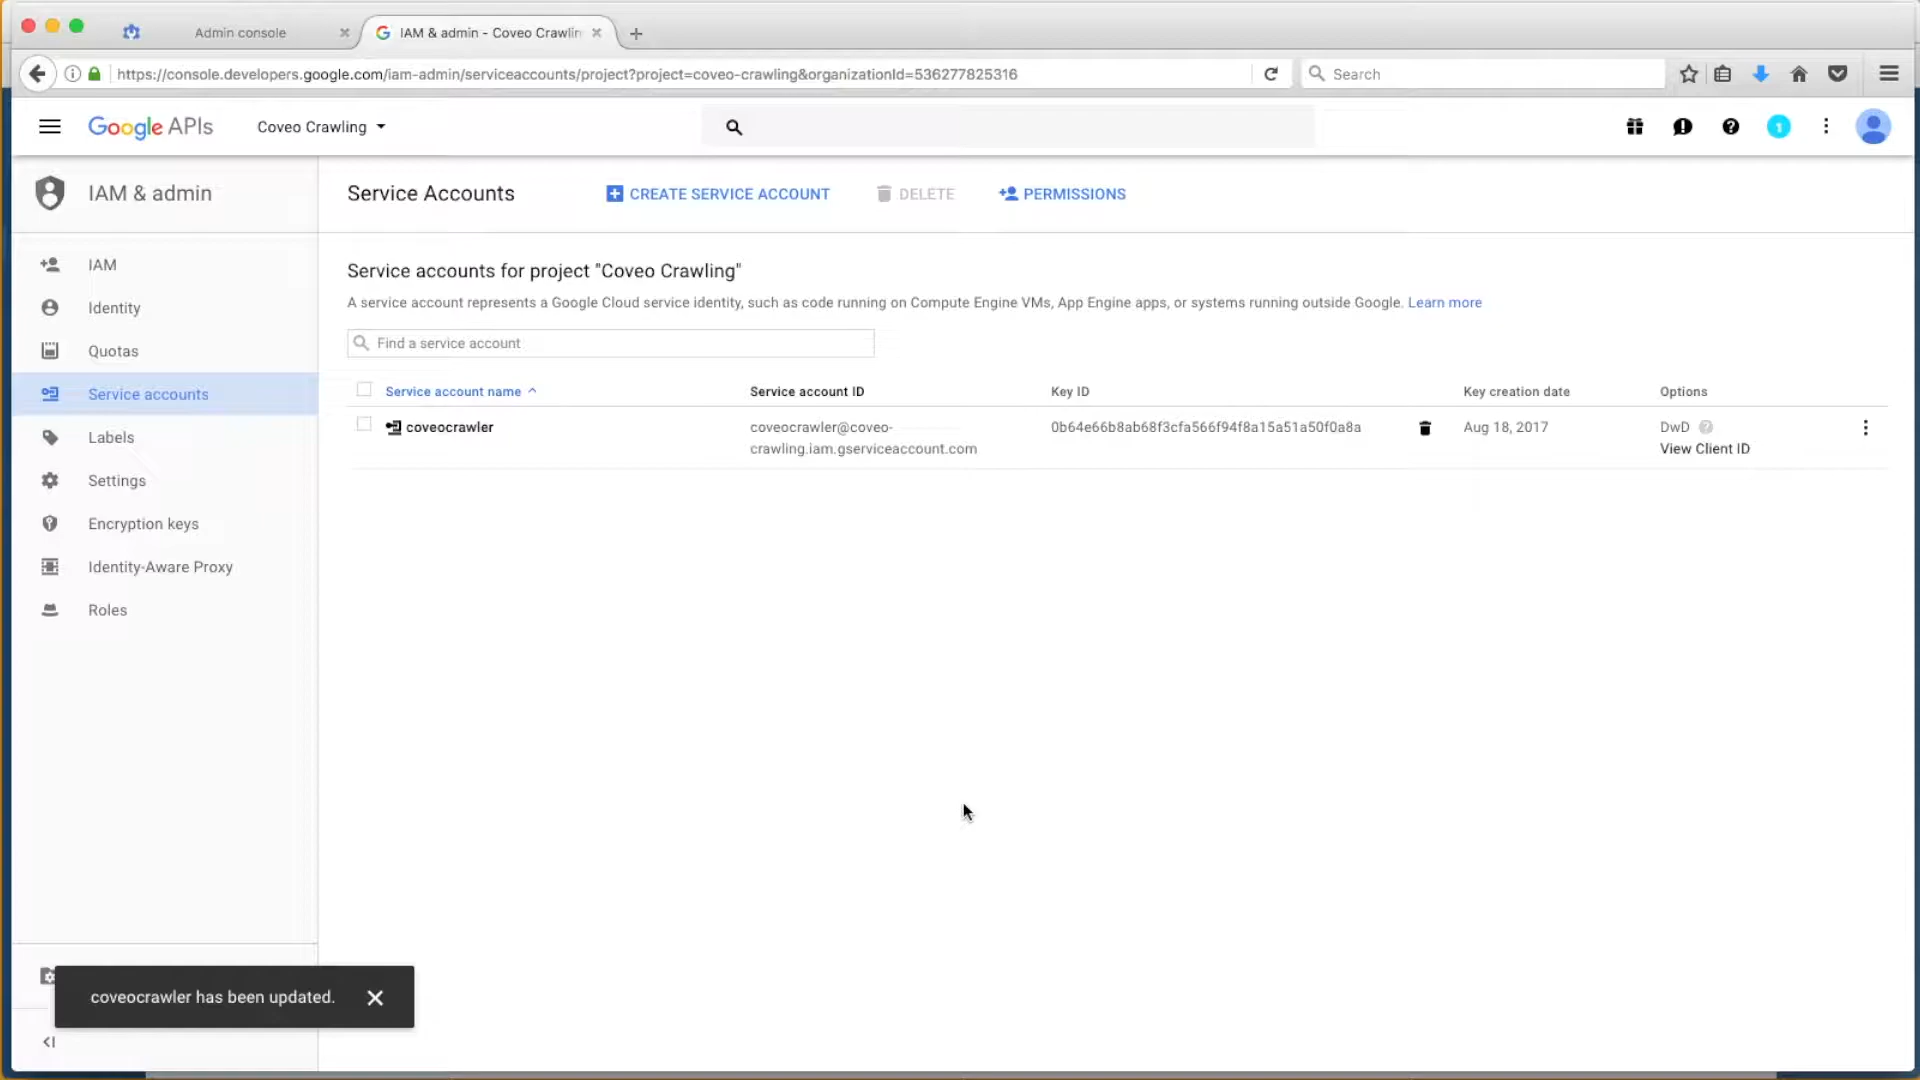 Admin console
IAM & admin - Coveo Crawlin
https://console.developers.google.com/iam-admin/serviceaccounts/project?project=coveo-crawling&organizationId=536277825316
Search
Google APIs
Coveo Crawling
1
IAM & admin
Service Accounts
CREATE SERVICE ACCOUNT
DELETE
PERMISSIONS
IAM
Identity
Quotas
Service accounts
Labels
Settings
Encryption keys
Identity-Aware Proxy
Roles
Service accounts for project "Coveo Crawling"
A service account represents a Google Cloud service identity, such as code running on Compute Engine VMs, App Engine apps, or systems running outside Google. Learn more
Find a service account
Service account name
Service account ID
Key ID
Key creation date
Options
coveocrawler
coveocrawler@coveo-
crawling.iam.gserviceaccount.com
0b64e66b8ab68f3cfa566f94f8a15a51a50f0a8a
Aug 18, 2017
DwD
View Client ID
coveocrawler has been updated.